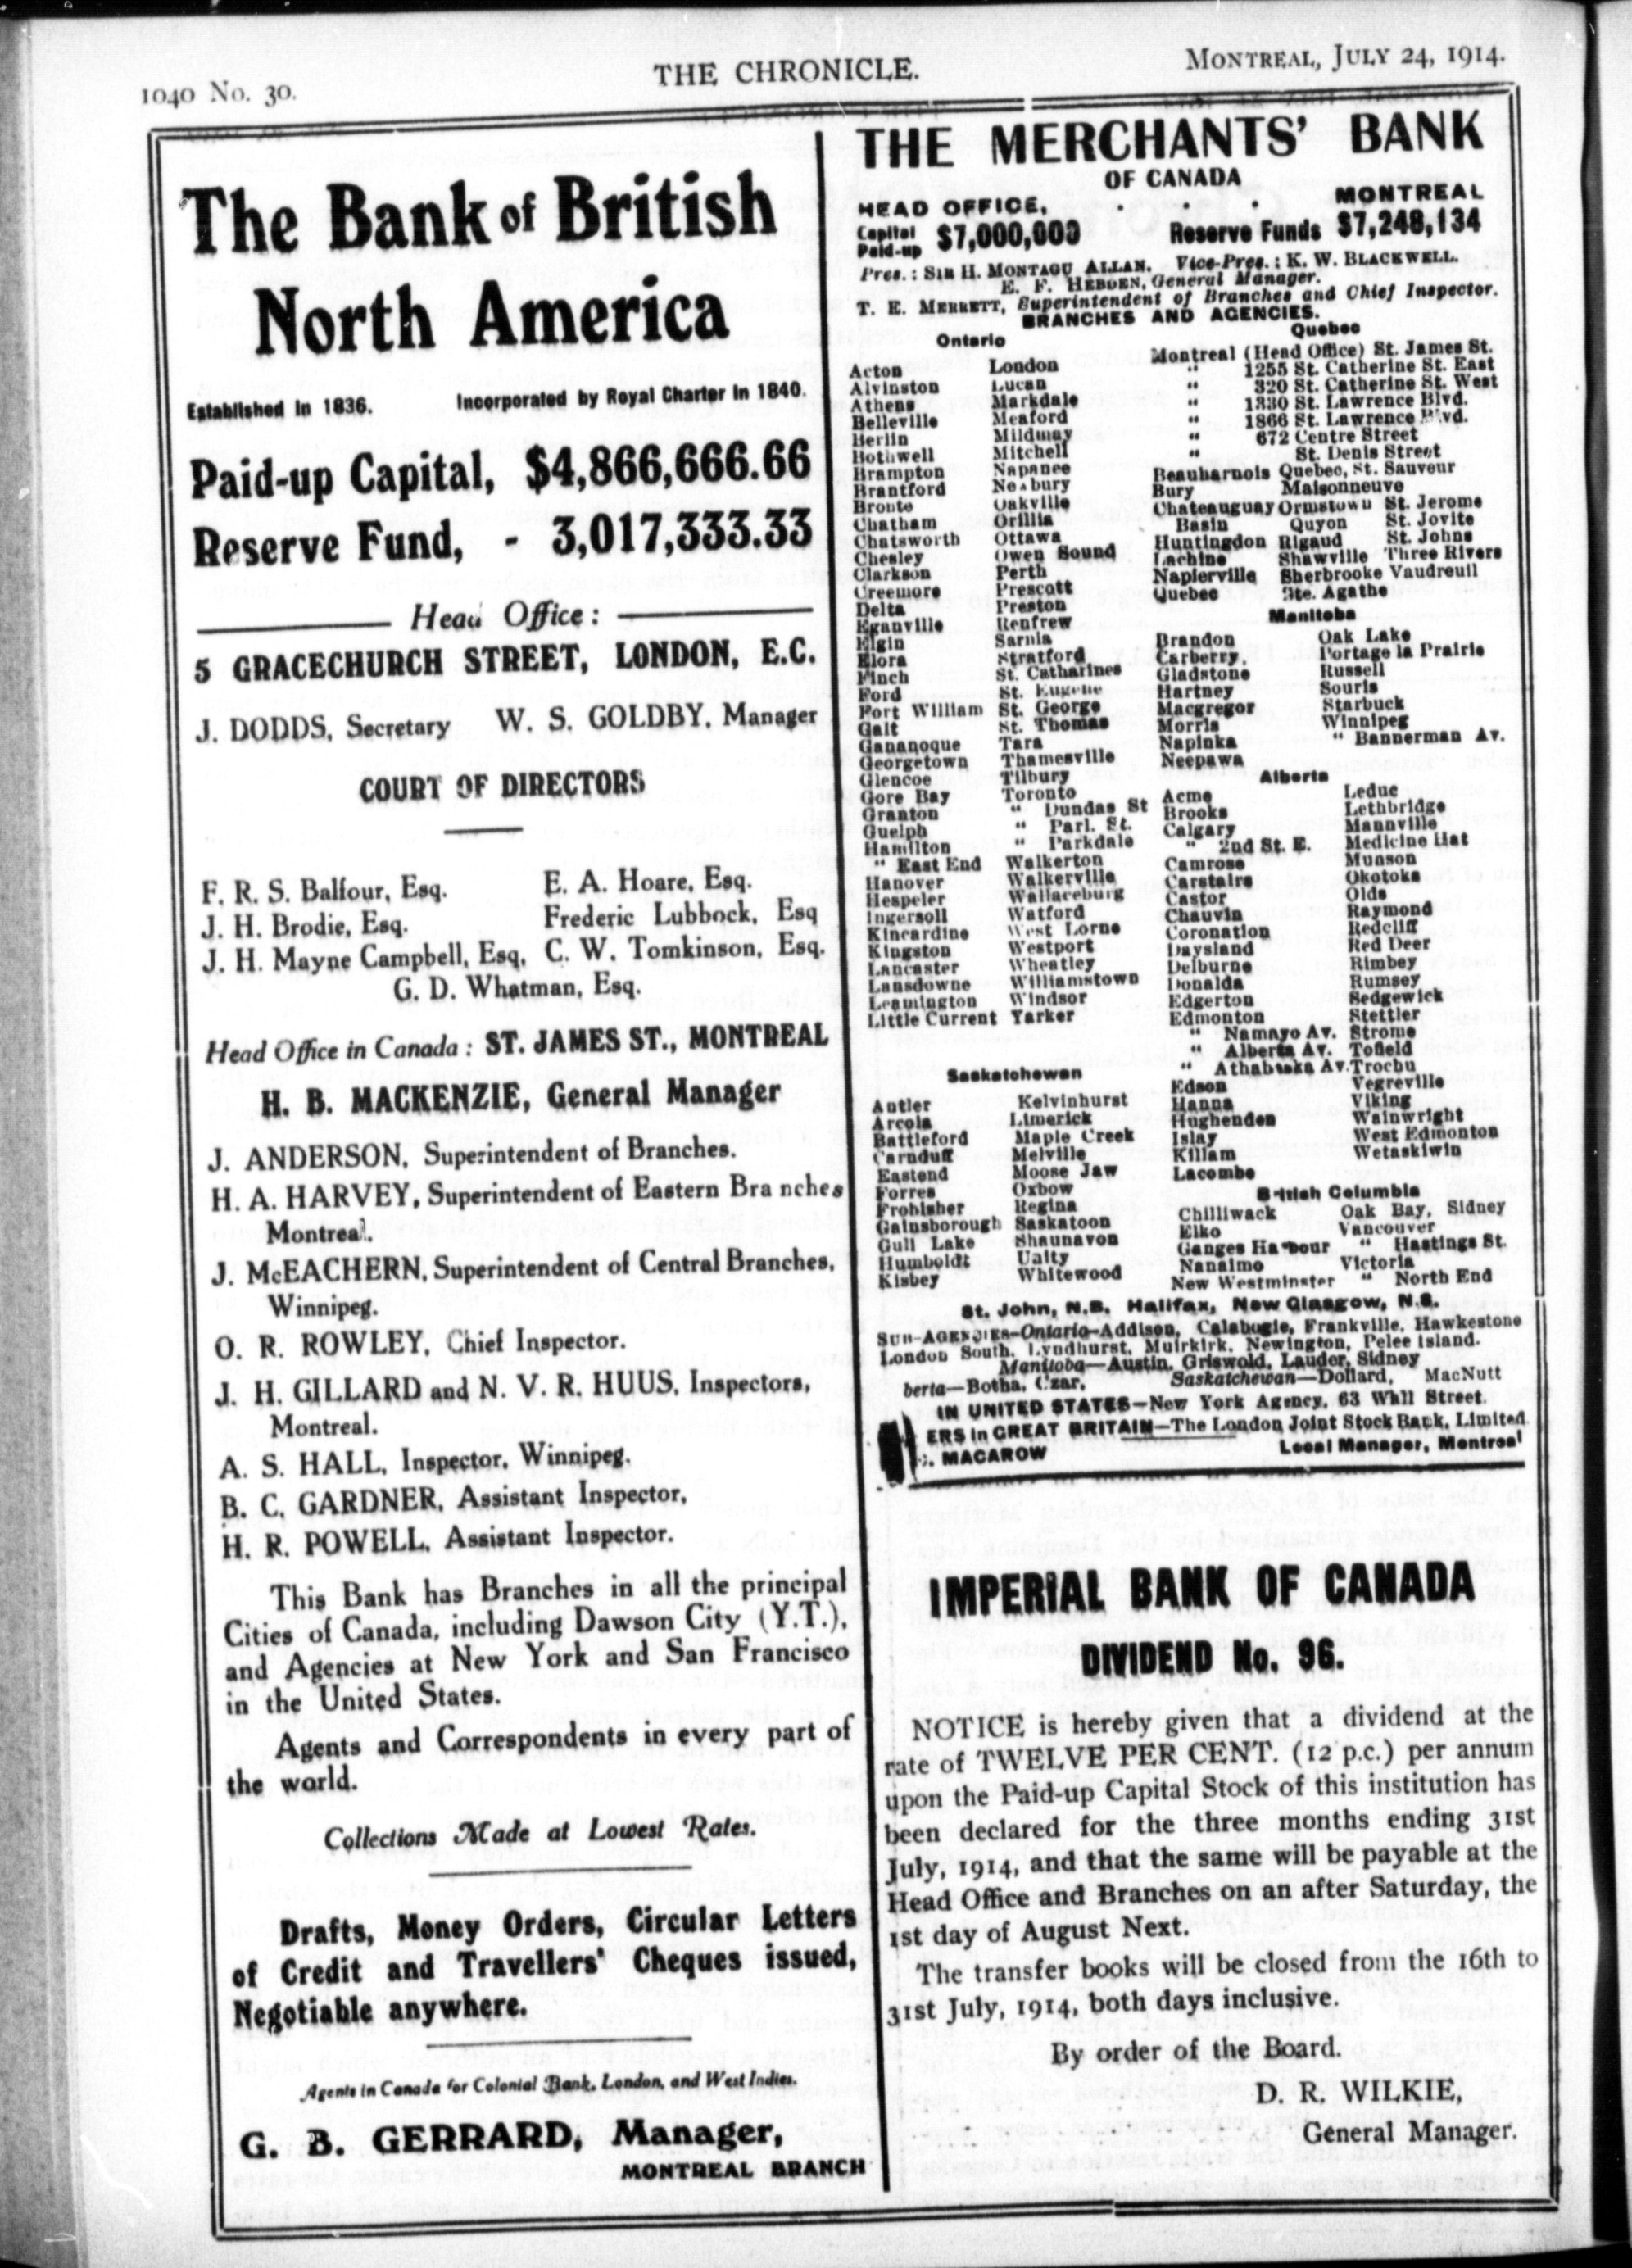 1040 No. 30.
THE CHRONICLE.
MONTREAL, JULY 24, 1914.
The Bank of British
North America
Established in 1836.
Incorporated by Royal Charter in 1840.
Paid-up Capital, $4,866,666.66
Reserve Fund, - 3,017,333.33
Head Office:
5 GRACECHURCH STREET, LONDON, E.C.
J. DODDS, Secretary W. S. GOLDBY, Manager
COURT OF DIRECTORS
F. R. S. Balfour, Esq. E. A. Hoare, Esq.
J. H. Brodie, Esq. Frederic Lubbock, Esq
J. H. Mayne Campbell, Esq, C. W. Tomkinson, Esq.
G. D. Whatman, Esq.
Head Office in Canada: ST. JAMES ST., MONTREAL
H. B. MACKENZIE, General Manager
J. ANDERSON, Superintendent of Branches.
H. A. HARVEY, Superintendent of Eastern Bra nches
Montreal.
J. McEACHERN, Superintendent of Central Branches,
Winnipeg.
O. R. ROWLEY, Chief Inspector.
J. H. GILLARD and N. V. R. HUUS, Inspectors,
Montreal.
A. S. HALL, Inspector, Winnipeg.
B. C. GARDNER, Assistant Inspector,
H. R. POWELL, Assistant Inspector.
This Bank has Branches in all the principal
Cities of Canada, including Dawson City (Y.T.),
and Agencies at New York and San Francisco
in the United States.
Agents and Correspondents in every part of
the world.
Collections Made at Lowest Rates.
Drafts, Money Orders, Circular Letters
of Credit and Travellers' Cheques issued,
Negotiable anywhere.
Agents in Canada for Colonial Bank, London, and West Indies.
G. B. GERRARD, Manager,
MONTREAL BRANCH
THE MERCHANTS' BANK
OF CANADA
HEAD OFFICE, . . . MONTREAL
Capital Paid-up $7,000,000 Reserve Funds $7,248,134
Pres.: SIR H. MONTAGU ALLAN. Vice-Pres.: K. W. BLACKWELL.
E. F. HEBDEN, General Manager.
T. E. MERRETT, Superintendent of Branches and Chief Inspector.
BRANCHES AND AGENCIES.
Ontario
Acton London
Alvinston Lucan
Athens Markdale
Belleville Meaford
Berlin Mildmay
Bothwell Mitchell
Brampton Napanee
Brantford Neabury
Bronte Oakville
Chatham Orillia
Chatsworth Ottawa
Chesley Owen Sound
Clarkson Perth
Creemore Prescott
Delta Preston
Eganville Renfrew
Elgin Sarnia
Elora Stratford
Finch St. Catharines
Ford St. Eugene
Fort William St. George
Galt St. Thomas
Gananoque Tara
Georgetown Thamesville
Glencoe Tilbury
Gore Bay Toronto
Granton " Dundas St
Guelph " Parl. St.
Hamilton " Parkdale
" East End Walkerton
Hanover Walkerville
Hespeler Wallaceburg
Ingersoll Watford
Kincardine West Lorne
Kingston Westport
Lancaster Wheatley
Lansdowne Williamstown
Leamington Windsor
Little Current Yarker
Saskatchewan
Antler Kelvinhurst
Arcola Limerick
Battleford Maple Creek
Carnduff Melville
Eastend Moose Jaw
Forres Oxbow
Frobisher Regina
Gainsborough Saskatoon
Gull Lake Shaunavon
Humboldt Unity
Kisbey Whitewood
Quebec
Montreal (Head Office) St. James St.
" 1255 St. Catherine St. East
" 320 St. Catherine St. West
" 1330 St. Lawrence Blvd.
" 1866 St. Lawrence Blvd.
" 672 Centre Street
" St. Denis Street
Beauharnois Quebec, St. Sauveur
Bury Maisonneuve
Chateauguay Ormstown St. Jerome
Basin Quyon St. Jovite
Huntingdon Rigaud St. Johns
Lachine Shawville Three Rivers
Napierville Sherbrooke Vaudreuil
Quebec Ste. Agathe
Manitoba
Brandon Oak Lake
Carberry, Portage la Prairie
Gladstone Russell
Hartney Souris
Macgregor Starbuck
Morris Winnipeg
Napinka " Bannerman Av.
Neepawa
Alberta
Acme Leduc
Brooks Lethbridge
Calgary Mannville
" 2nd St. E. Medicine Hat
Camrose Munson
Carstairs Okotoks
Castor Olds
Chauvin Raymond
Coronation Redcliff
Daysland Red Deer
Delburne Rimbey
Donalda Rumsey
Edgerton Sedgewick
Edmonton Stettler
" Namayo Av. Strome
" Alberta Av. Tofield
" Athabaska Av. Trochu
Edson Vegreville
Hanna Viking
Hughenden Wainwright
Islay West Edmonton
Killam Wetaskiwin
Lacombe
British Columbia
Chilliwack Oak Bay, Sidney
Elko Vancouver
Ganges Harbour " Hastings St.
Nanaimo Victoria
New Westminster " North End
St. John, N.B. Halifax, New Glasgow, N.S.
SUB-AGENCIES-Ontario-Addison, Calabogie, Frankville, Hawkestone
London South, Lyndhurst, Muirkirk, Newington, Pelee Island.
Manitoba—Austin, Griswold, Lauder, Sidney
berta—Botha, Czar, Saskatchewan—Dollard, MacNutt
IN UNITED STATES—New York Agency, 63 Wall Street.
ERS in GREAT BRITAIN—The London Joint Stock Bank, Limited
MACAROW Local Manager, Montreal
IMPERIAL BANK OF CANADA
DIVIDEND No. 96.
NOTICE is hereby given that a dividend at the
rate of TWELVE PER CENT. (12 p.c.) per annum
upon the Paid-up Capital Stock of this institution has
been declared for the three months ending 31st
July, 1914, and that the same will be payable at the
Head Office and Branches on an after Saturday, the
1st day of August Next.
The transfer books will be closed from the 16th to
31st July, 1914, both days inclusive.
By order of the Board.
D. R. WILKIE,
General Manager.